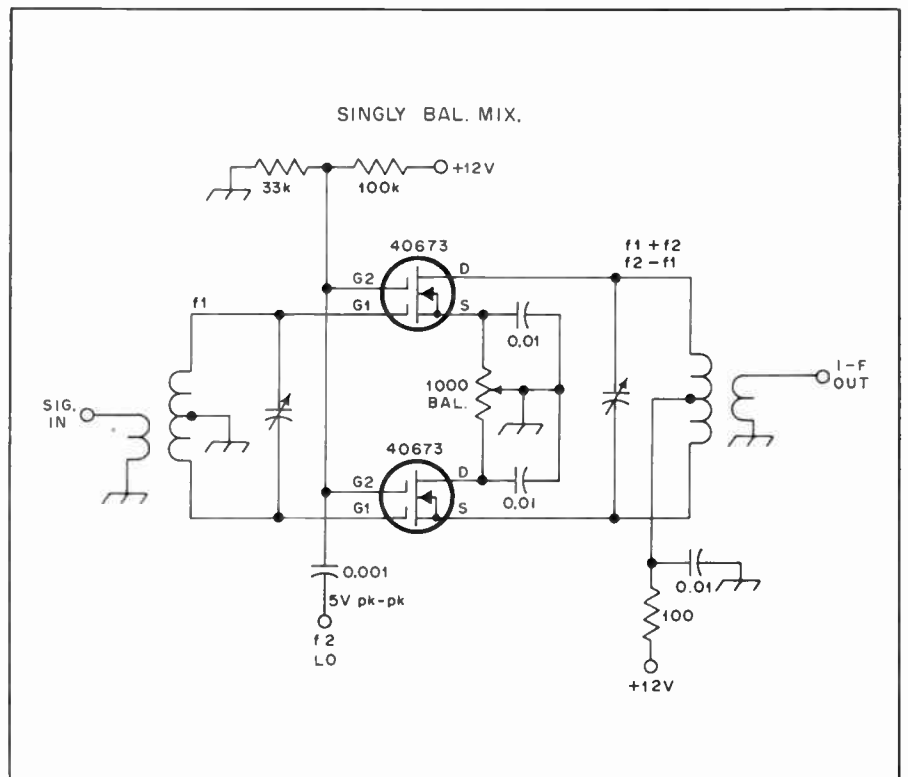 SINGLY BAL. MIX.
33k
100k
+12V
40673
G2
D
G1
S
f1
f1 + f2
f2 - f1
0.01
SIG.
IN
1000
BAL.
I-F
OUT
40673
G2
D
G1
S
0.01
0.001
5V pk-pk
f2
LO
0.01
100
+12V